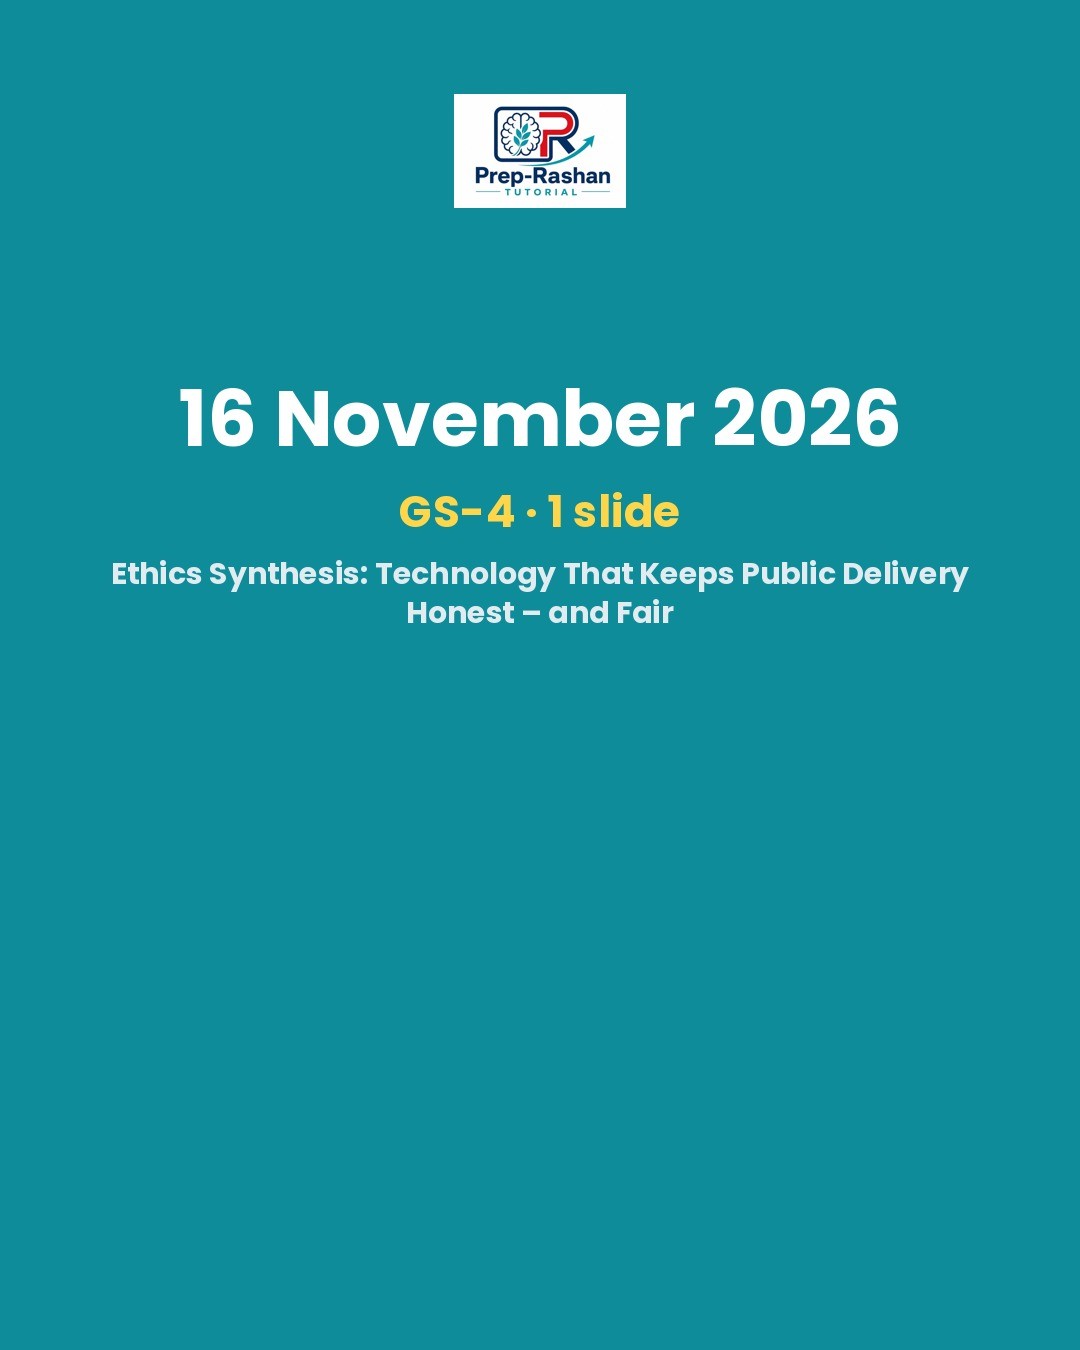 Prep-Rashan
TUTORIAL
16 November 2026
GS-4 · 1 slide
Ethics Synthesis: Technology That Keeps Public Delivery
Honest – and Fair